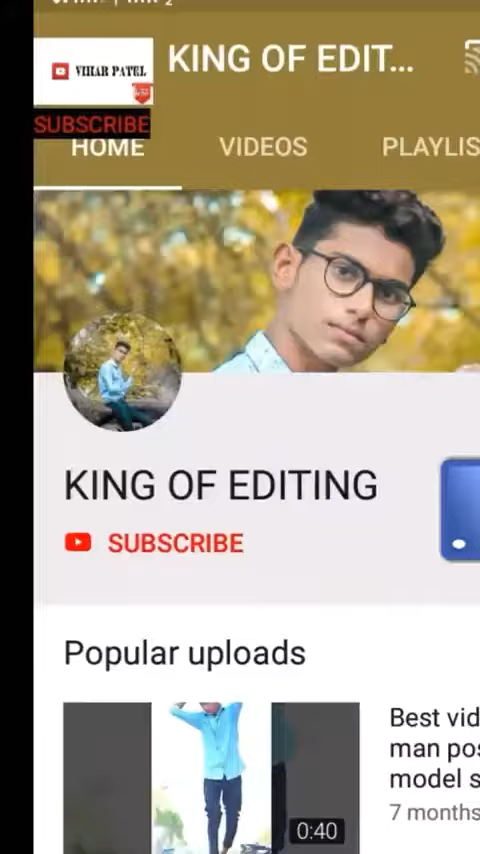 KING OF EDIT...
VIHAR PATEL
SUBSCRIBE
HOME
VIDEOS
PLAYLIS
KING OF EDITING
SUBSCRIBE
Popular uploads
Best vid
man pos
model s
7 months
0:40